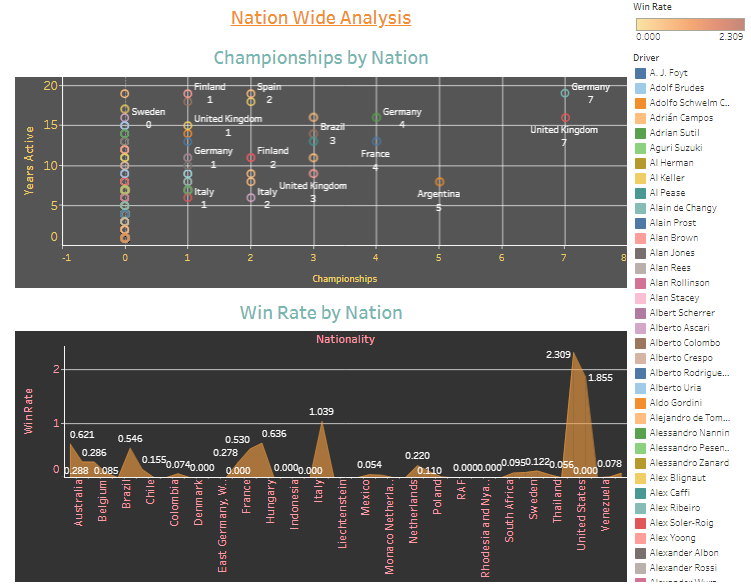 Nation Wide Analysis
Championships by Nation
Years Active
20
15
10
5
0
Finland
1
Spain
2
Germany
7
Sweden
0
United Kingdom
1
Germany
4
United Kingdom
7
Brazil
3
Germany
1
Finland
2
France
4
Italy
1
Italy
2
United Kingdom
3
Argentina
5
-1
0
1
2
3
4
5
6
7
8
Championships
Win Rate by Nation
Nationality
Win Rate
2
1
0
0.621
0.288
0.286
0.085
0.546
0.155
0.074
0.000
0.278
0.000
0.530
0.636
0.000
0.000
1.039
0.054
0.220
0.110
0.000
0.000
0.095
0.122
0.056
2.309
0.000
1.855
0.078
Australia
Belgium
Brazil
Chile
Colombia
Denmark
East Germany, W..
France
Hungary
Indonesia
Italy
Liechtenstein
Mexico
Monaco Netherla..
Netherlands
Poland
RAF
Rhodesia and Nya..
South Africa
Sweden
Thailand
United States
Venezuela
Win Rate
0.000
2.309
Driver
A. J. Foyt
Adolf Brudes
Adolfo Schwelm C..
Adrián Campos
Adrian Sutil
Aguri Suzuki
Al Herman
Al Keller
Al Pease
Alain de Changy
Alain Prost
Alan Brown
Alan Jones
Alan Rees
Alan Rollinson
Alan Stacey
Albert Scherrer
Alberto Ascari
Alberto Colombo
Alberto Crespo
Alberto Rodrigue...
Alberto Uria
Aldo Gordini
Alejandro de Tom...
Alessandro Nannin
Alessandro Pesen..
Alessandro Zanard
Alex Blignaut
Alex Caffi
Alex Ribeiro
Alex Soler-Roig
Alex Yoong
Alexander Albon
Alexander Rossi
Alexander Wurz